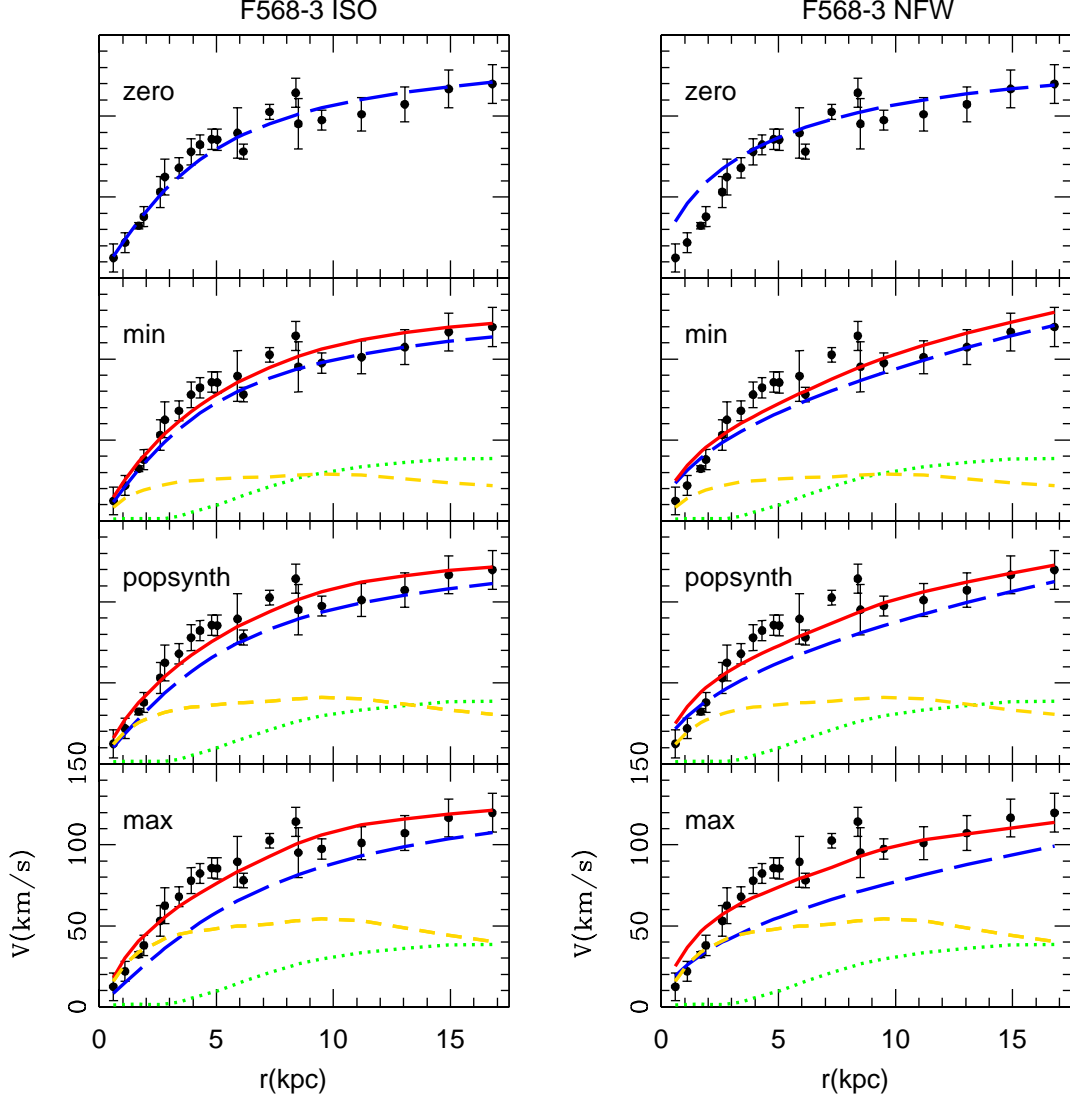 F568-3 ISO
F568-3 NFW
zero
zero
min
min
popsynth
popsynth
150
150
max
max
100
100
50
50
0
0
V(km/s)
V(km/s)
0 5 10 15
0 5 10 15
r(kpc)
r(kpc)